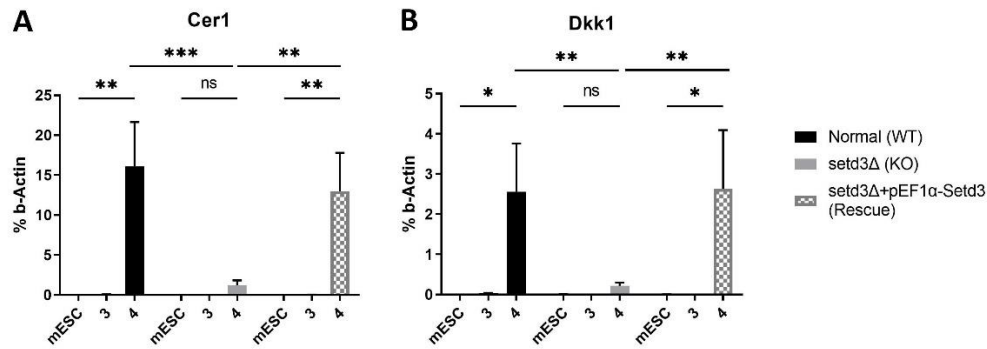 A
Cer1
***
**
**
ns
**
% b-Actin
25
20
15
10
5
0
mESC
3
4
mESC
3
4
mESC
3
4
B
Dkk1
**
**
*
ns
*
% b-Actin
5
4
3
2
1
0
mESC
3
4
mESC
3
4
mESC
3
4
Normal (WT)
setd3Δ (KO)
setd3Δ+pEF1α-Setd3
(Rescue)